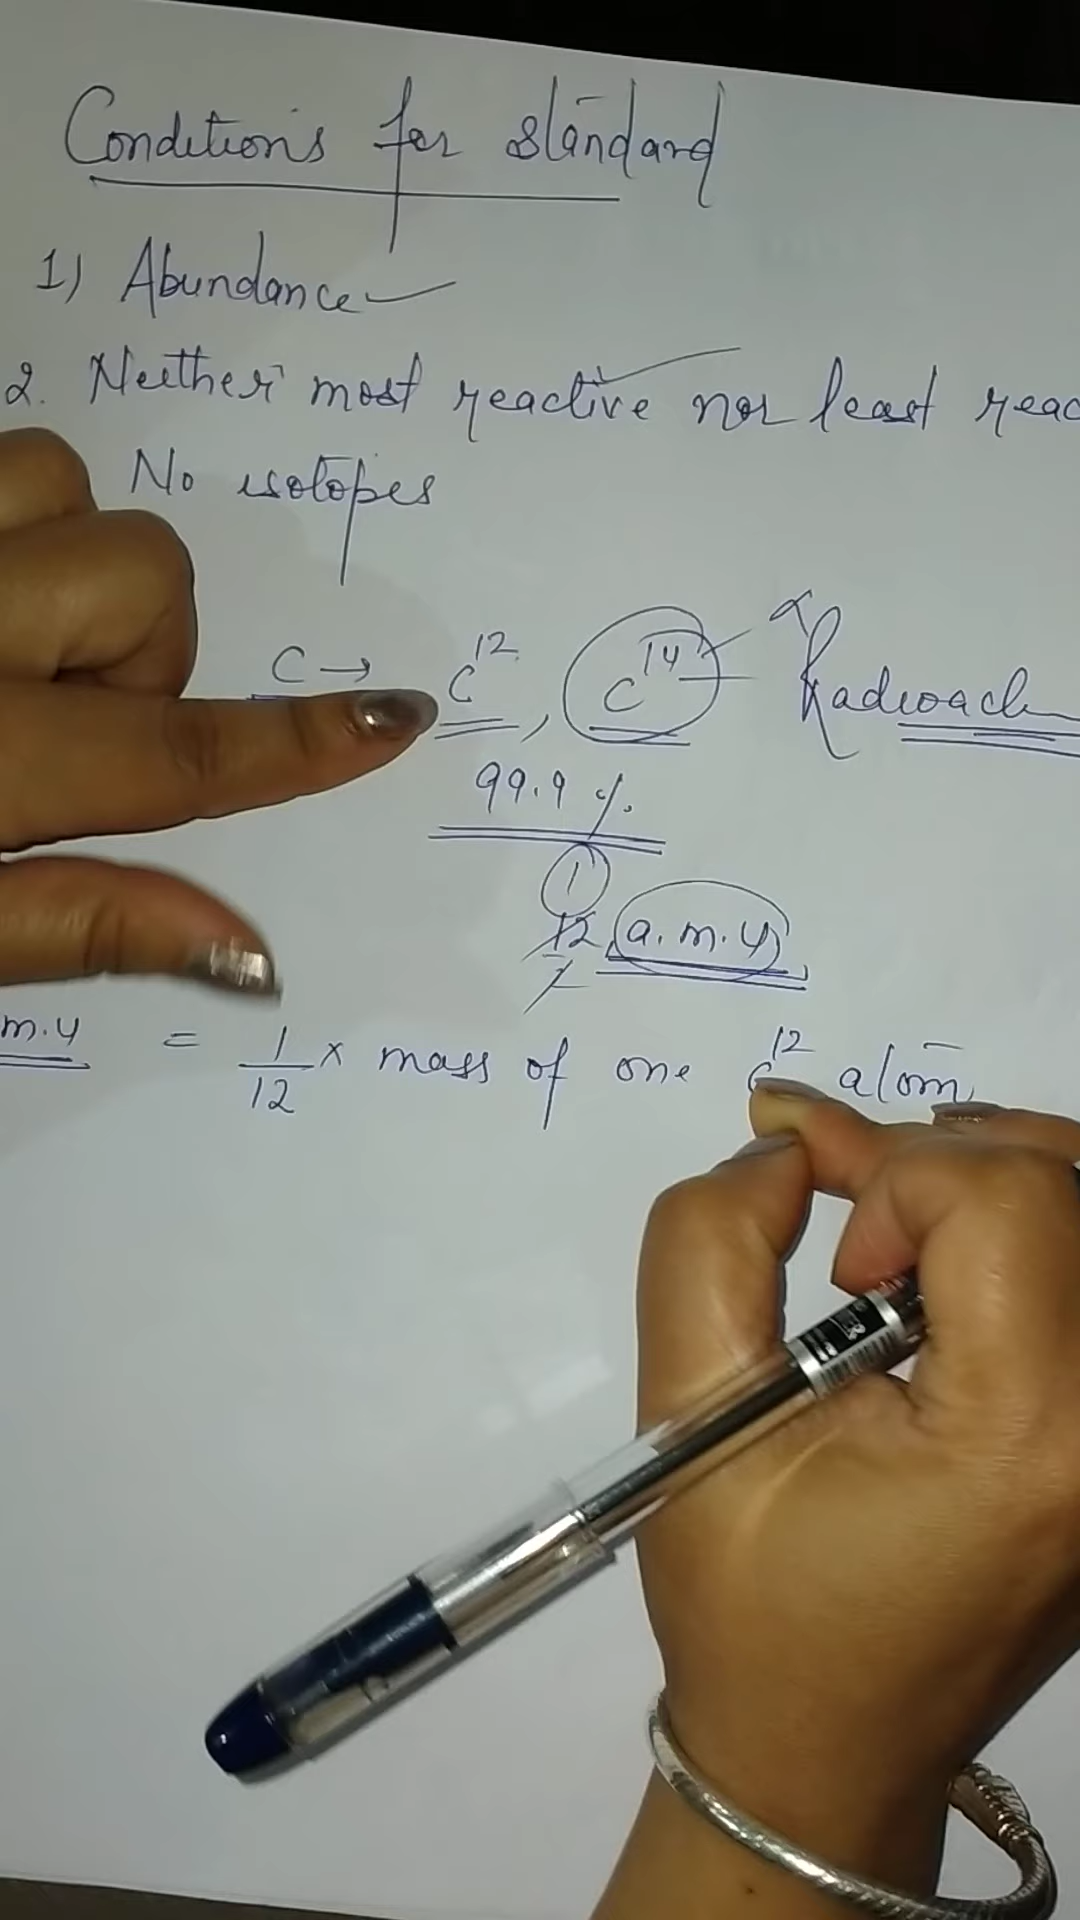 Conditions for standard
1) Abundance
2. Neither most reactive nor least reac
No isotopes
C → C¹², C¹⁴
99.9 %
1
12 a.m.u
m.u = 1/12 × mass of one C¹² atom